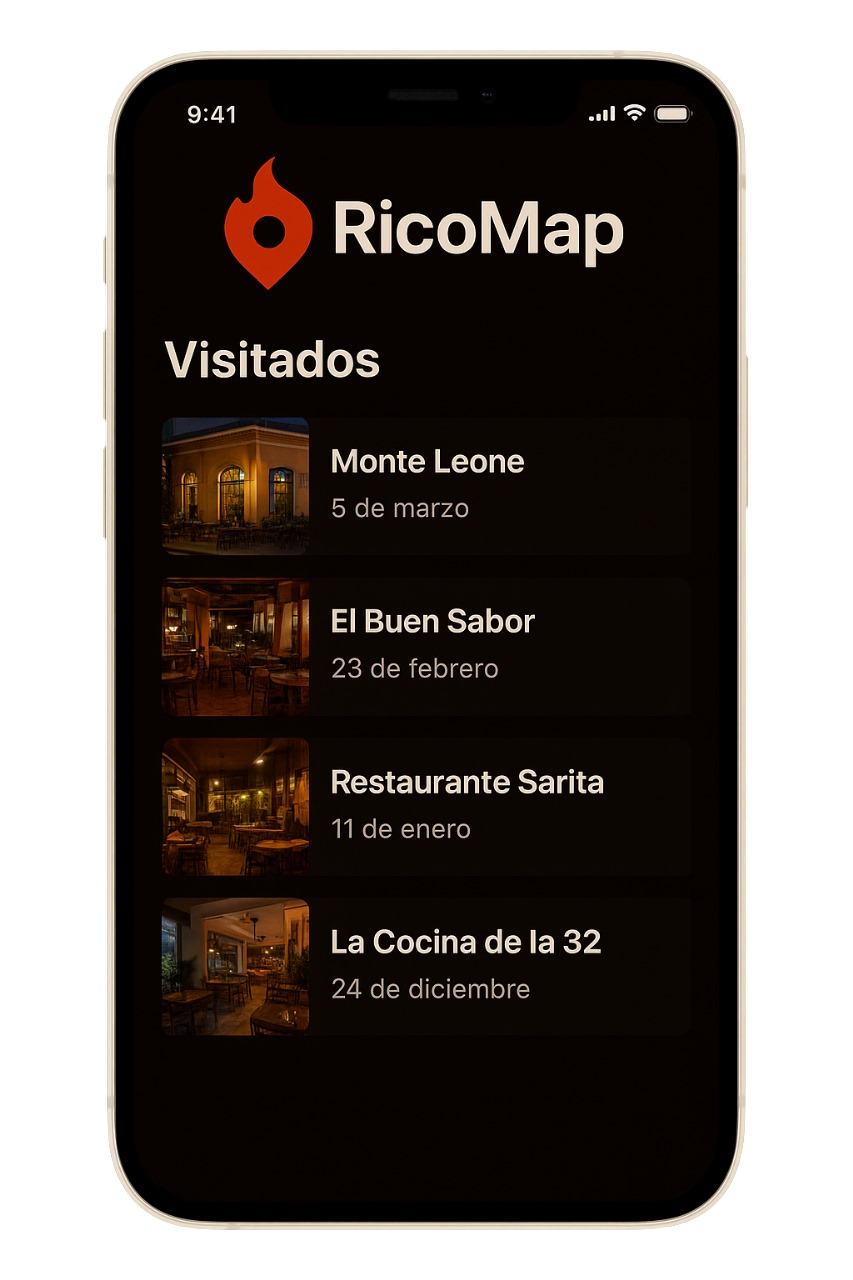 9:41
RicoMap
Visitados
Monte Leone
5 de marzo
El Buen Sabor
23 de febrero
Restaurante Sarita
11 de enero
La Cocina de la 32
24 de diciembre